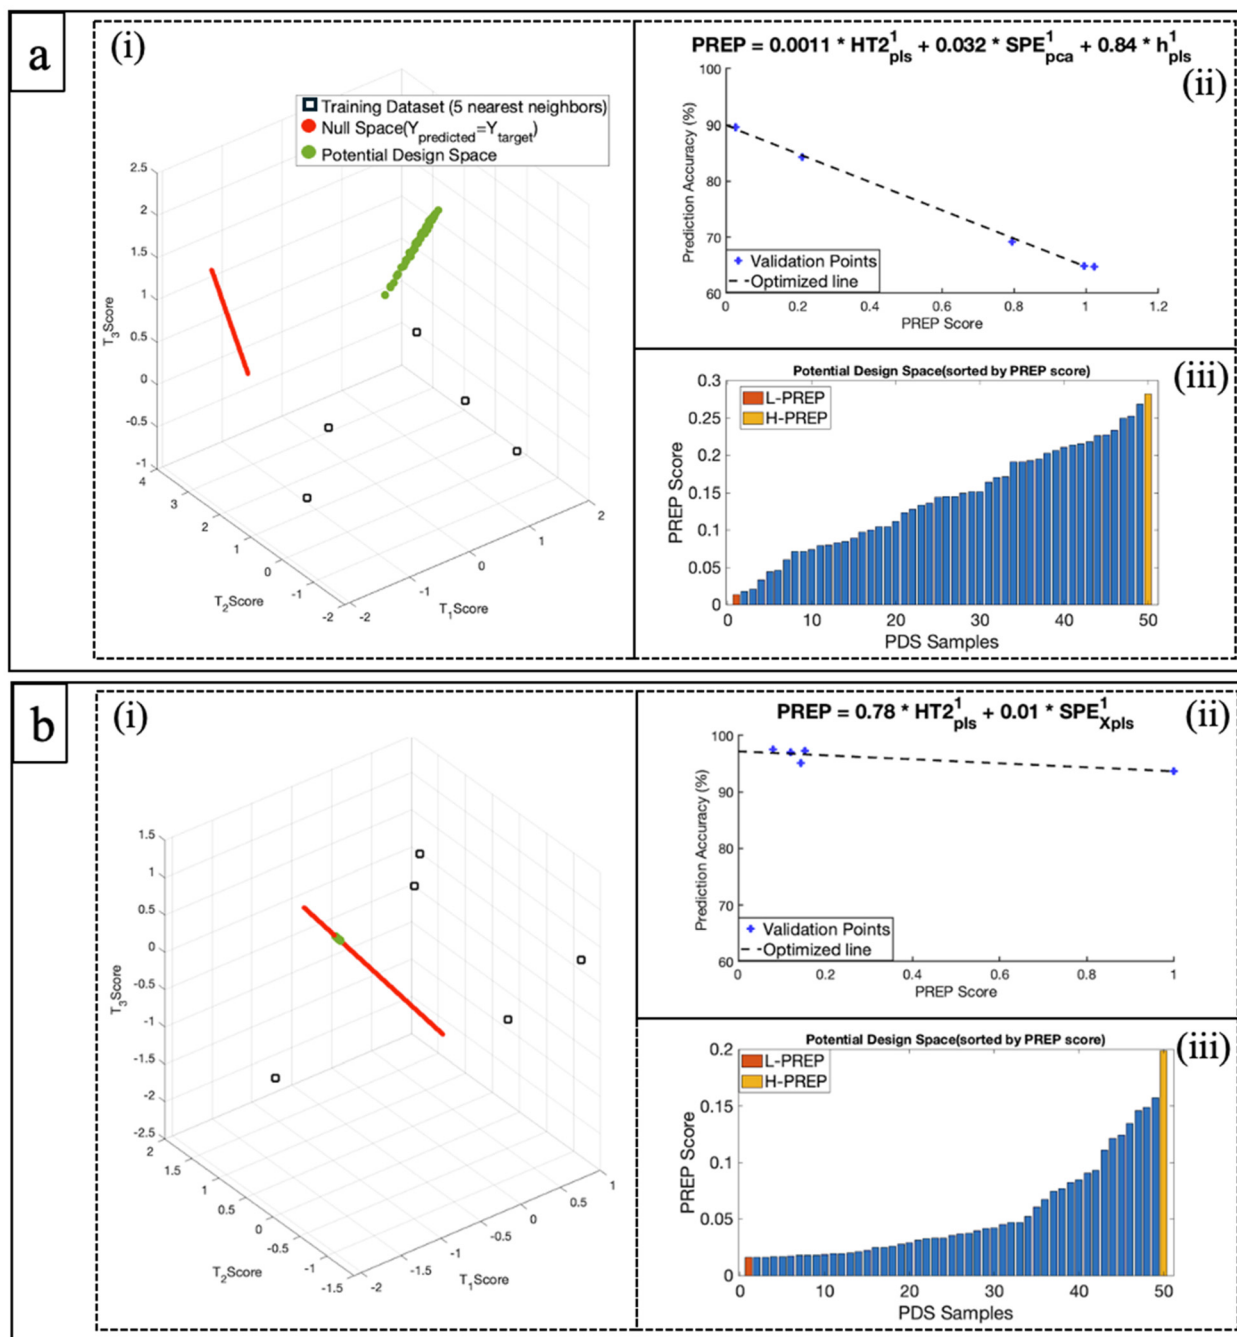 a
(i)
Training Dataset (5 nearest neighbors)
Null Space(Ypredicted=Ytarget)
Potential Design Space
2.5
2
1.5
1
0.5
0
-0.5
-1
T3Score
4
3
2
1
0
-1
-2
T2Score
-2
-1
0
1
2
T1Score
PREP = 0.0011 * HT2^1_pls + 0.032 * SPE^1_pca + 0.84 * h^1_pls
(ii)
100
90
80
70
60
Prediction Accuracy (%)
Validation Points
Optimized line
0
0.2
0.4
0.6
0.8
1
1.2
PREP Score
Potential Design Space(sorted by PREP score)
(iii)
L-PREP
H-PREP
0.3
0.25
0.2
0.15
0.1
0.05
0
PREP Score
0
10
20
30
40
50
PDS Samples
b
(i)
1.5
1
0.5
0
-0.5
-1
-1.5
-2
-2.5
T3Score
2
1.5
1
0.5
0
-0.5
-1
-1.5
T2Score
-2
-1.5
-1
-0.5
0
0.5
1
T1Score
PREP = 0.78 * HT2^1_pls + 0.01 * SPE^1_Xpls
(ii)
100
90
80
70
60
Prediction Accuracy (%)
Validation Points
Optimized line
0
0.2
0.4
0.6
0.8
1
PREP Score
Potential Design Space(sorted by PREP score)
(iii)
L-PREP
H-PREP
0.2
0.15
0.1
0.05
0
PREP Score
0
10
20
30
40
50
PDS Samples